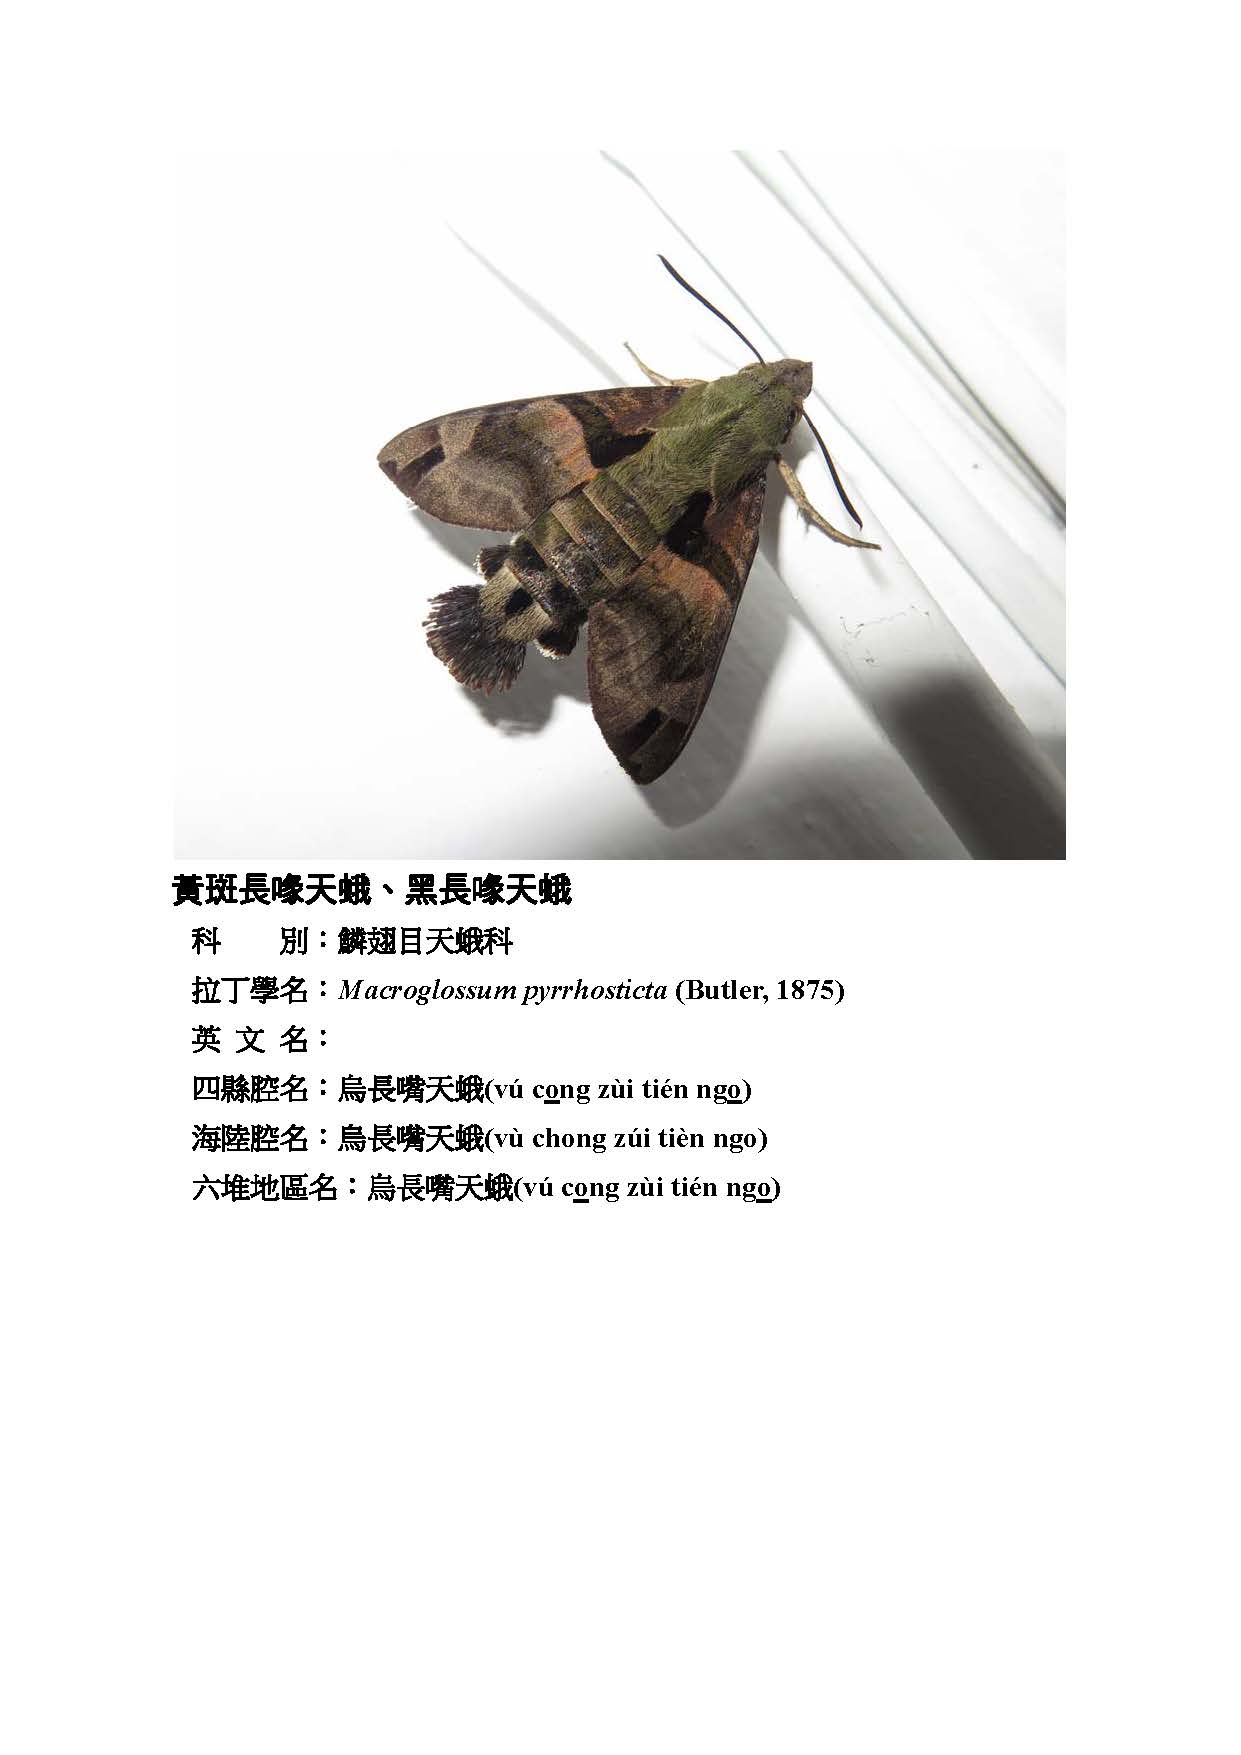 黃斑長喙天蛾、黑長喙天蛾
科　　別：鱗翅目天蛾科
拉丁學名：Macroglossum pyrrhosticta (Butler, 1875)
英 文 名：
四縣腔名：烏長嘴天蛾(vú cong zùi tién ngo)
海陸腔名：烏長嘴天蛾(vù chong zúi tièn ngo)
六堆地區名：烏長嘴天蛾(vú cong zùi tién ngo)